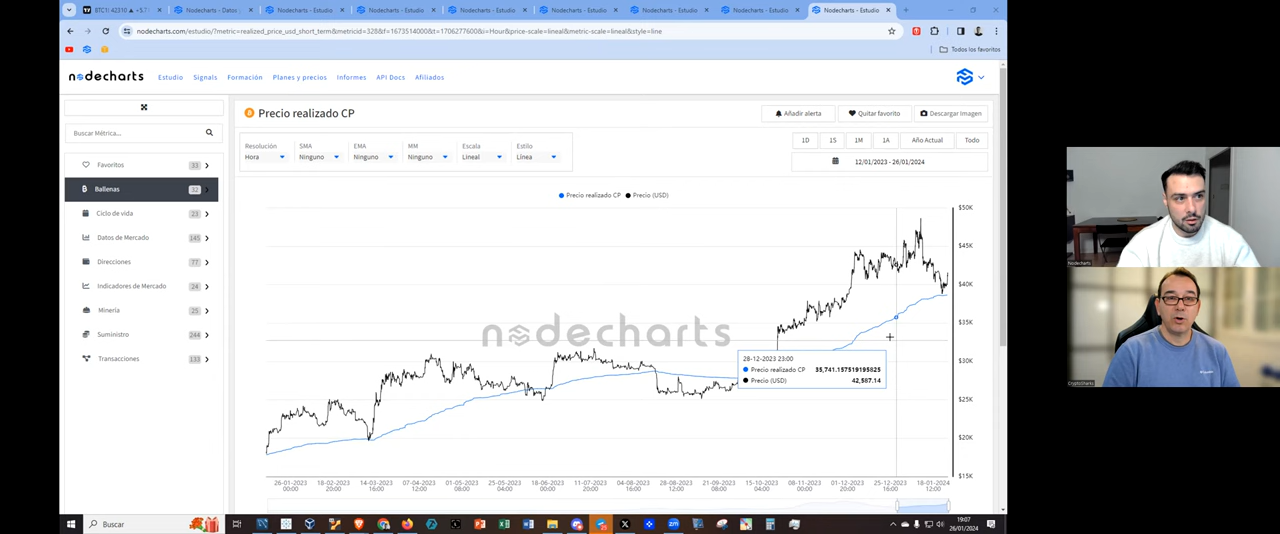 BTC1! 42310 ▲ +5.7
Nodecharts - Datos
Nodecharts - Estudio
Nodecharts - Estudio
Nodecharts - Estudio
Nodecharts - Estudio
Nodecharts - Estudio
Nodecharts - Estudio
Nodecharts - Estudio
nodecharts.com/estudio/?metric=realized_price_usd_short_term&metricid=328&f=1673514000&t=1706277600&i=Hour&price-scale=lineal&metric-scale=lineal&style=line
Todos los favoritos
nodecharts
Estudio
Signals
Formación
Planes y precios
Informes
API Docs
Afiliados
Buscar Métrica...
Favoritos 33
Ballenas 32
Ciclo de vida 23
Datos de Mercado 145
Direcciones 77
Indicadores de Mercado 24
Minería 25
Suministro 244
Transacciones 133
Precio realizado CP
Añadir alerta
Quitar favorito
Descargar Imagen
Resolución
Hora
SMA
Ninguno
EMA
Ninguno
MM
Ninguno
Escala
Lineal
Estilo
Línea
1D
1S
1M
1A
Año Actual
Todo
12/01/2023 - 26/01/2024
Precio realizado CP
Precio (USD)
$50K
$45K
$40K
$35K
$30K
$25K
$20K
$15K
nodecharts
28-12-2023 23:00
Precio realizado CP 35,741.157519195825
Precio (USD) 42,587.14
26-01-2023 00:00
18-02-2023 20:00
14-03-2023 16:00
07-04-2023 12:00
01-05-2023 08:00
25-05-2023 04:00
18-06-2023 00:00
11-07-2023 20:00
04-08-2023 16:00
28-08-2023 12:00
21-09-2023 08:00
15-10-2023 04:00
08-11-2023 00:00
01-12-2023 20:00
25-12-2023 16:00
18-01-2024 12:00
Buscar
19:07
26/01/2024
Nodecharts
Cryptocharts